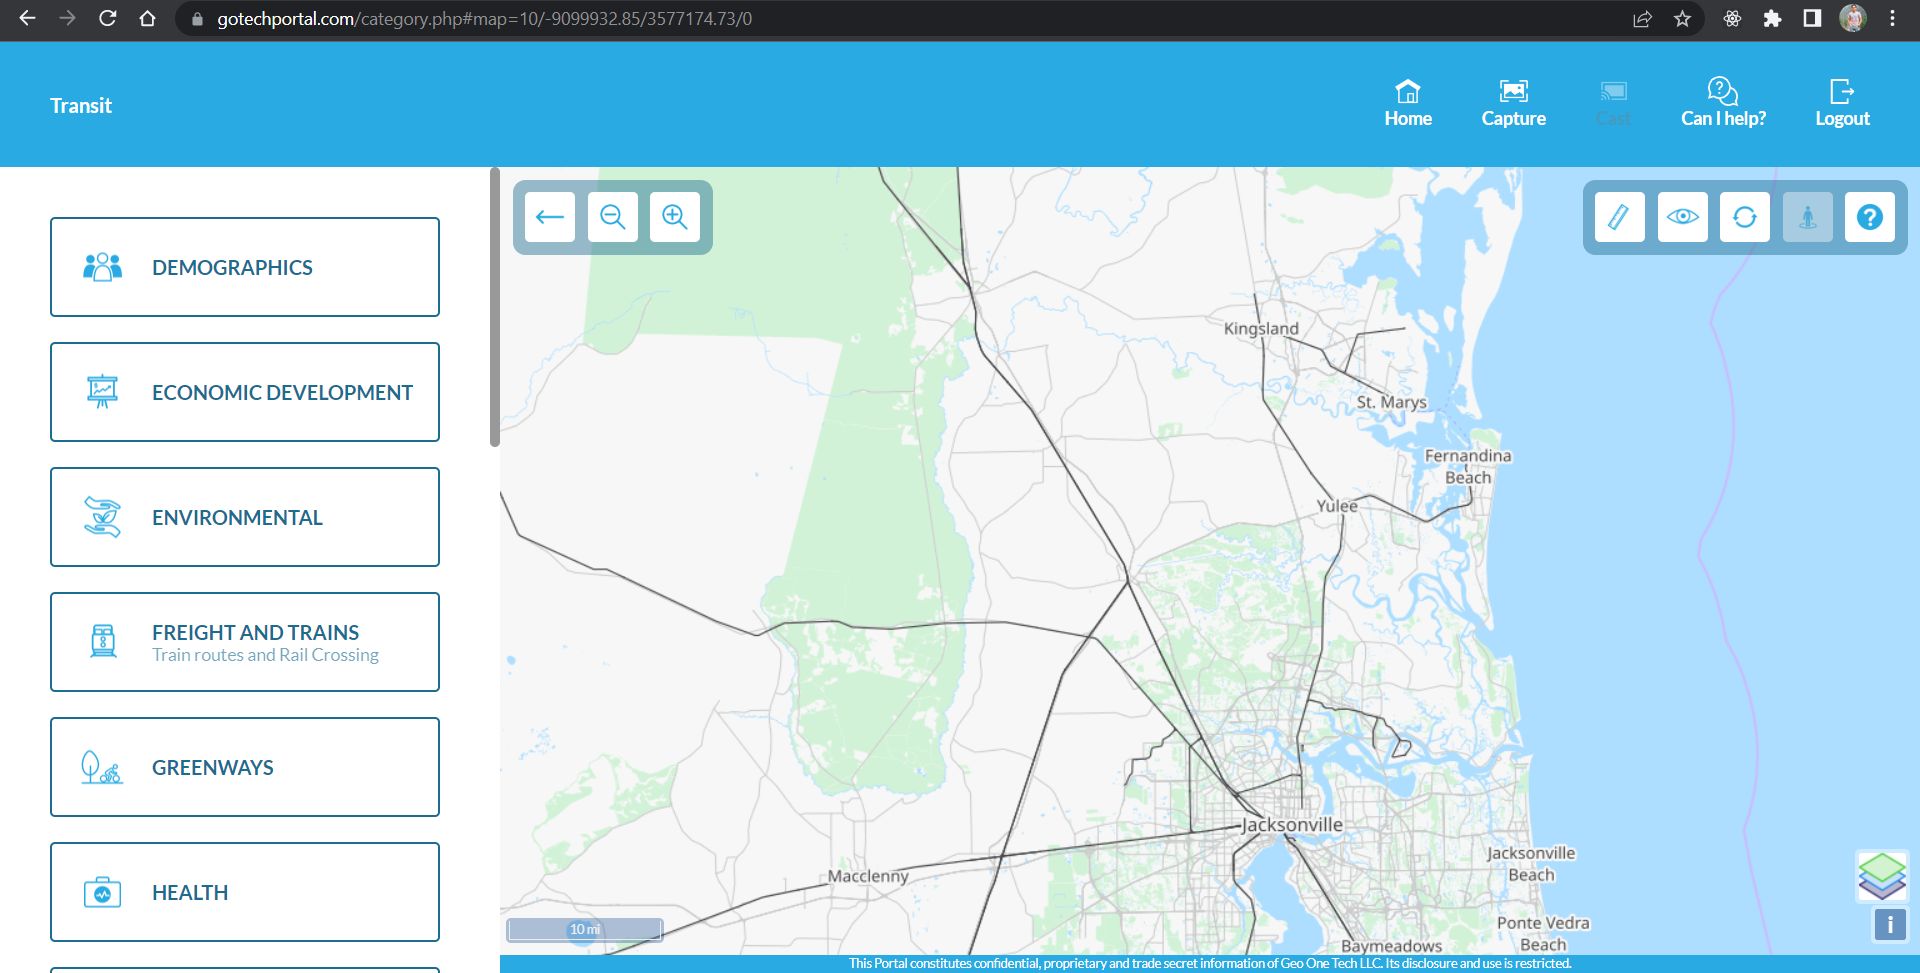 gotechportal.com/category.php#map=10/-9099932.85/3577174.73/0
Transit
Home
Capture
Cast
Can I help?
Logout
DEMOGRAPHICS
ECONOMIC DEVELOPMENT
ENVIRONMENTAL
FREIGHT AND TRAINS
Train routes and Rail Crossing
GREENWAYS
HEALTH
Kingsland
St. Marys
Fernandina
Beach
Yulee
Jacksonville
Jacksonville
Beach
Macclenny
Ponte Vedra
Beach
Baymeadows
10 mi
i
This Portal constitutes confidential, proprietary and trade secret information of Geo One Tech LLC. Its disclosure and use is restricted.